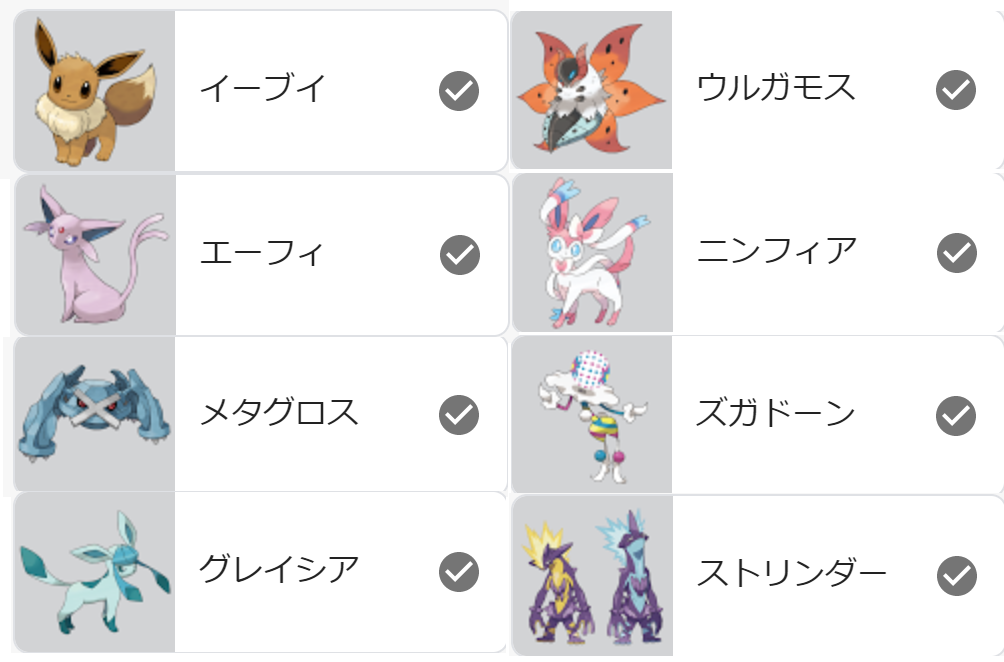 イーブイ
ウルガモス
エーフィ
ニンフィア
メタグロス
ズガドーン
グレイシア
ストリンダー